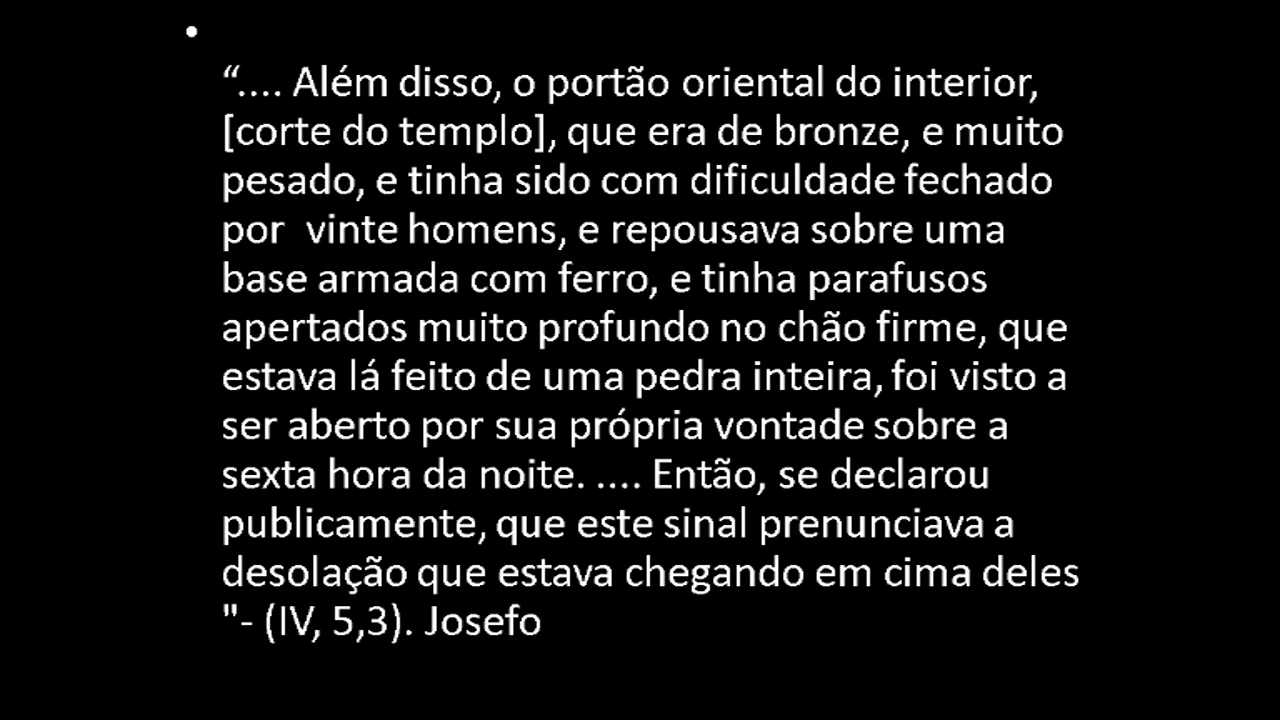 “.... Além disso, o portão oriental do interior,
[corte do templo], que era de bronze, e muito
pesado, e tinha sido com dificuldade fechado
por  vinte homens, e repousava sobre uma
base armada com ferro, e tinha parafusos
apertados muito profundo no chão firme, que
estava lá feito de uma pedra inteira, foi visto a
ser aberto por sua própria vontade sobre a
sexta hora da noite. .... Então, se declarou
publicamente, que este sinal prenunciava a
desolação que estava chegando em cima deles
"- (IV, 5,3). Josefo